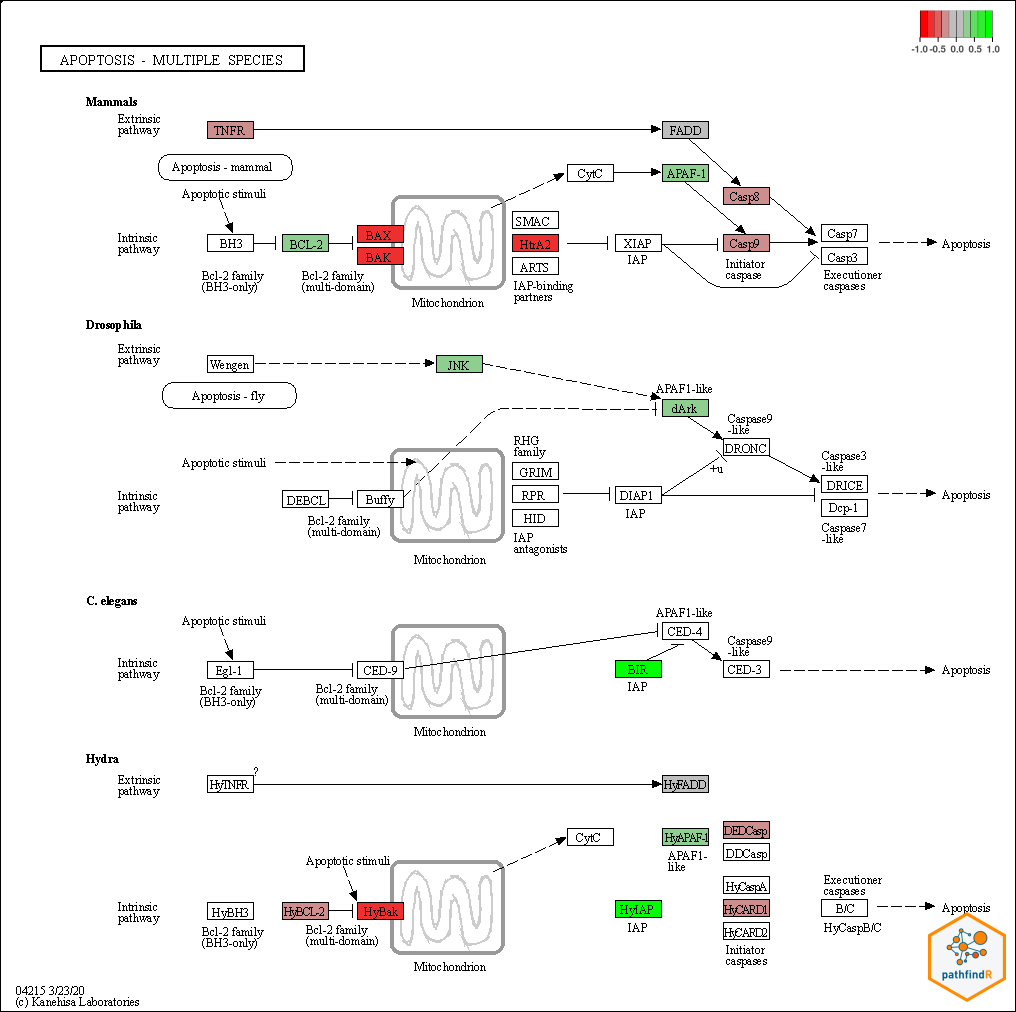 -1.0 -0.5 0.0 0.5 1.0
APOPTOSIS - MULTIPLE SPECIES
Mammals
Extrinsic
pathway
TNFR
FADD
Apoptosis - mammal
CytC
APAF-1
Apoptotic stimuli
Casp8
SMAC
Intrinsic
pathway
BH3
BCL-2
BAX
BAK
HtrA2
XIAP
IAP
Casp9
Casp7
Casp3
Apoptosis
ARTS
Initiator
caspase
Executioner
caspases
Bcl-2 family
(BH3-only)
Bcl-2 family
(multi-domain)
IAP-binding
partners
Mitochondrion
Drosophila
Extrinsic
pathway
Wengen
JNK
APAF1-like
dArk
Apoptosis - fly
Caspase9
-like
DRONC
RHG
family
Apoptotic stimuli
+u
Caspase3
-like
GRIM
DRICE
Intrinsic
pathway
DEBCL
Buffy
RPR
DIAP1
IAP
Apoptosis
Dcp-1
Bcl-2 family
(multi-domain)
HID
Caspase7
-like
IAP
antagonists
Mitochondrion
C. elegans
Apoptotic stimuli
APAF1-like
CED-4
Caspase9
-like
Intrinsic
pathway
Egl-1
CED-9
BIR
IAP
CED-3
Apoptosis
Bcl-2 family
(BH3-only)
Bcl-2 family
(multi-domain)
Mitochondrion
Hydra
Extrinsic
pathway
HyTNFR
?
HyFADD
CytC
HyAPAF-1
APAF1-
like
DEDCasp
DDCasp
Apoptotic stimuli
HyCaspA
Executioner
caspases
Intrinsic
pathway
HyBH3
HyBCL-2
HyBak
HyIAP
IAP
HyCARD1
B/C
Apoptosis
HyCARD2
HyCaspB/C
Bcl-2 family
(BH3-only)
Bcl-2 family
(multi-domain)
Initiator
caspases
Mitochondrion
pathfindR
04215 3/23/20
(c) Kanehisa Laboratories